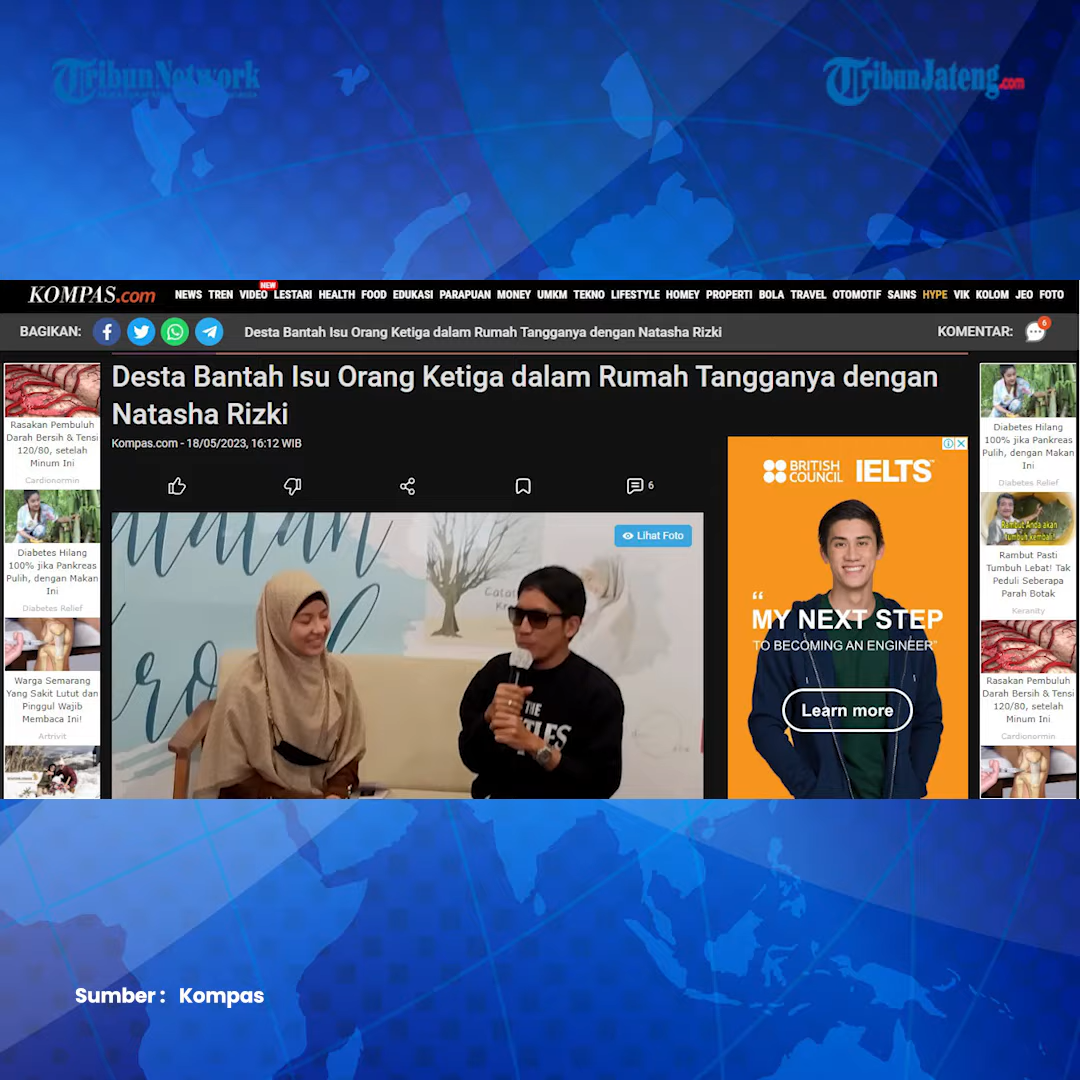 TribunNetwork
TribunJateng.com
KOMPAS.com
NEWS TREN VIDEO NEW LESTARI HEALTH FOOD EDUKASI PARAPUAN MONEY UMKM TEKNO LIFESTYLE HOMEY PROPERTI BOLA TRAVEL OTOMOTIF SAINS HYPE VIK KOLOM JEO FOTO
BAGIKAN:
Desta Bantah Isu Orang Ketiga dalam Rumah Tangganya dengan Natasha Rizki
KOMENTAR:
6
Desta Bantah Isu Orang Ketiga dalam Rumah Tangganya dengan
Natasha Rizki
Kompas.com - 18/05/2023, 16:12 WIB
6
Lihat Foto
THE
Rasakan Pembuluh
Darah Bersih & Tensi
120/80, setelah
Minum Ini
Cardionormin
Diabetes Hilang
100% jika Pankreas
Pulih, dengan Makan
Ini
Diabetes Relief
Warga Semarang
Yang Sakit Lutut dan
Pinggul Wajib
Membaca Ini!
Artrivit
BRITISH
COUNCIL
IELTS™
“
MY NEXT STEP
TO BECOMING AN ENGINEER”
Learn more
Diabetes Hilang
100% jika Pankreas
Pulih, dengan Makan
Ini
Diabetes Relief
Rambut Anda akan
tumbuh kembali!
Rambut Pasti
Tumbuh Lebat! Tak
Peduli Seberapa
Parah Botak
Keranity
Rasakan Pembuluh
Darah Bersih & Tensi
120/80, setelah
Minum Ini
Cardionormin
Sumber : Kompas